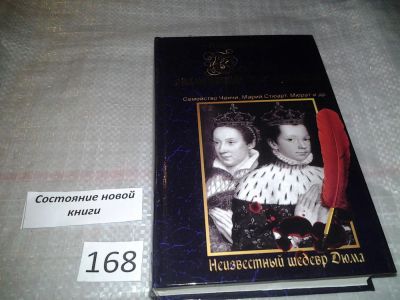 Семейство Ченчи, Мария Стюарт, Мюрат и др.
Состояние новой
книги
168
Неизвестный шедевр Дюма